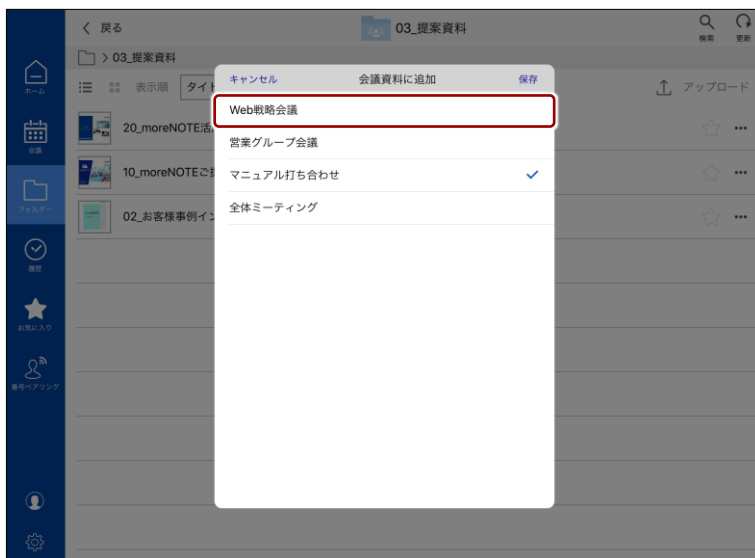 戻る
03_提案資料
検索
更新
03_提案資料
ホーム
表示順
タイト
アップロード
キャンセル
会議資料に追加
保存
Web戦略会議
20_moreNOTE活
会議
営業グループ会議
10_moreNOTEご
マニュアル打ち合わせ
フォルダー
02_お客様事例イン
全体ミーティング
履歴
お気に入り
番号ペアリング